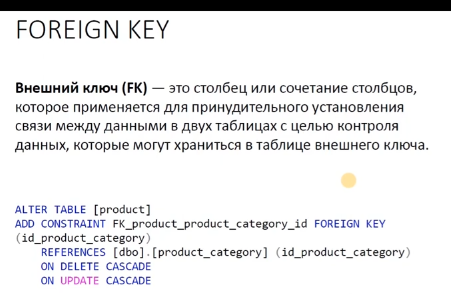 FOREIGN KEY
Внешний ключ (FK) — это столбец или сочетание столбцов,
которое применяется для принудительного установления
связи между данными в двух таблицах с целью контроля
данных, которые могут храниться в таблице внешнего ключа.
ALTER TABLE [product]
ADD CONSTRAINT FK_product_product_category_id FOREIGN KEY
(id_product_category)
REFERENCES [dbo].[product_category] (id_product_category)
ON DELETE CASCADE
ON UPDATE CASCADE